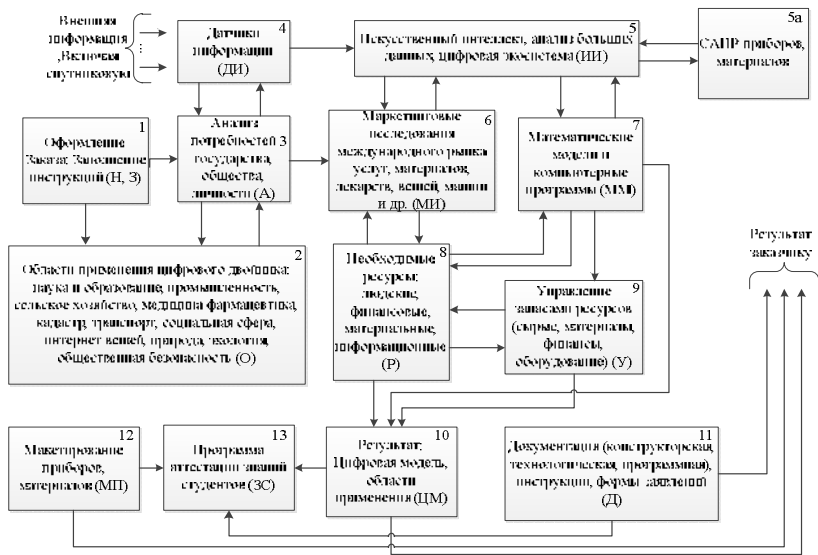 Внешняя
информация
,Включая
спутниковую
...
4
Датчики
информации
(ДИ)
5
Искусственный интеллект, анализ больших
данных, цифровая экосистема (ИИ)
5а
САПР приборов,
материалов
1
Оформление
Заказа; Заполнение
инструкций (Н, З)
3
Анализ
потребностей
государства,
общества,
личности (А)
6
Маркетинговые
исследования
международного рынка
услуг, материалов,
лекарств, вещей, машин
и др. (МИ)
7
Математические
модели и
компьютерные
программы (ММ)
2
Области применения цифрового двойника:
наука и образование, промышленность,
сельское хозяйство, медицина фармацевтика,
кадастр, транспорт, социальная сфера,
интернет вещей, природа, экология,
общественная безопасность (О)
8
Необходимые
ресурсы:
людские,
финансовые,
материальные,
информационные
(Р)
9
Управление
запасами ресурсов
(сырье, материалы,
финансы,
оборудование) (У)
Результат
заказчику
12
Макетирование
приборов,
материалов (МП)
13
Программа
аттестации знаний
студентов (ЗС)
10
Результат:
Цифровая модель,
области
применения (ЦМ)
11
Документация (конструкторская,
технологическая, программная),
инструкции, формы заявлений
(Д)